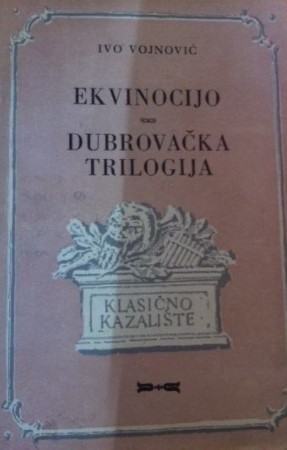 IVO VOJNOVIĆ
EKVINOCIJO
DUBROVAČKA
TRILOGIJA
KLASIČNO
KAZALIŠTE